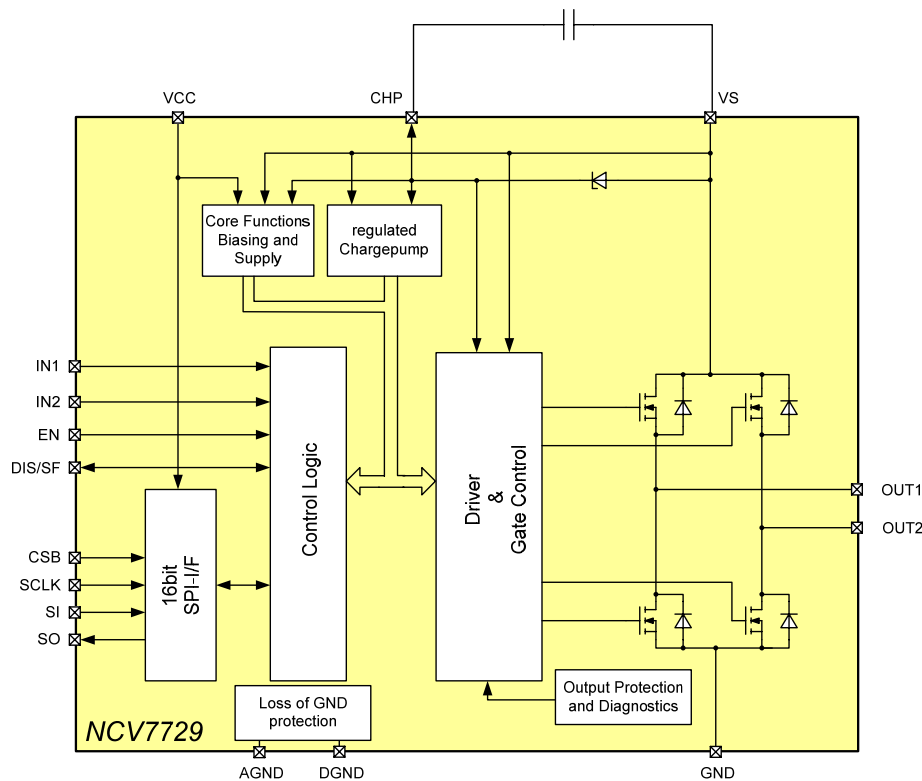 VCC
CHP
VS
Core Functions
Biasing and
Supply
regulated
Chargepump
IN1
IN2
EN
DIS/SF
CSB
SCLK
SI
SO
16bit
SPI-I/F
Control Logic
Driver
&
Gate Control
OUT1
OUT2
Output Protection
and Diagnostics
Loss of GND
protection
NCV7729
AGND
DGND
GND